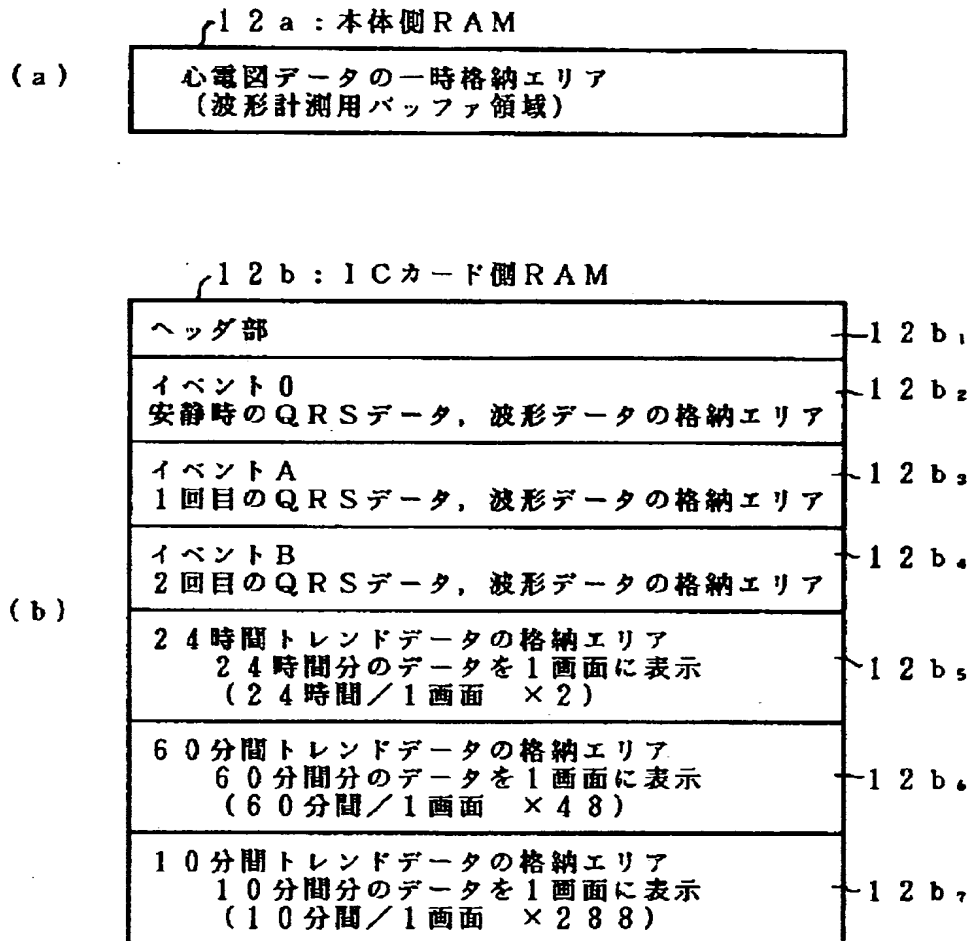 12a:本体側RAM
(a)
心電図データの一時格納エリア
(波形計測用バッファ領域)
12b:ICカード側RAM
(b)
ヘッダ部
12b₁
イベント0
安静時のQRSデータ,波形データの格納エリア
12b₂
イベントA
1回目のQRSデータ,波形データの格納エリア
12b₃
イベントB
2回目のQRSデータ,波形データの格納エリア
12b₄
24時間トレンドデータの格納エリア
24時間分のデータを1画面に表示
(24時間/1画面 ×2)
12b₅
60分間トレンドデータの格納エリア
60分間分のデータを1画面に表示
(60分間/1画面 ×48)
12b₆
10分間トレンドデータの格納エリア
10分間分のデータを1画面に表示
(10分間/1画面 ×288)
12b₇